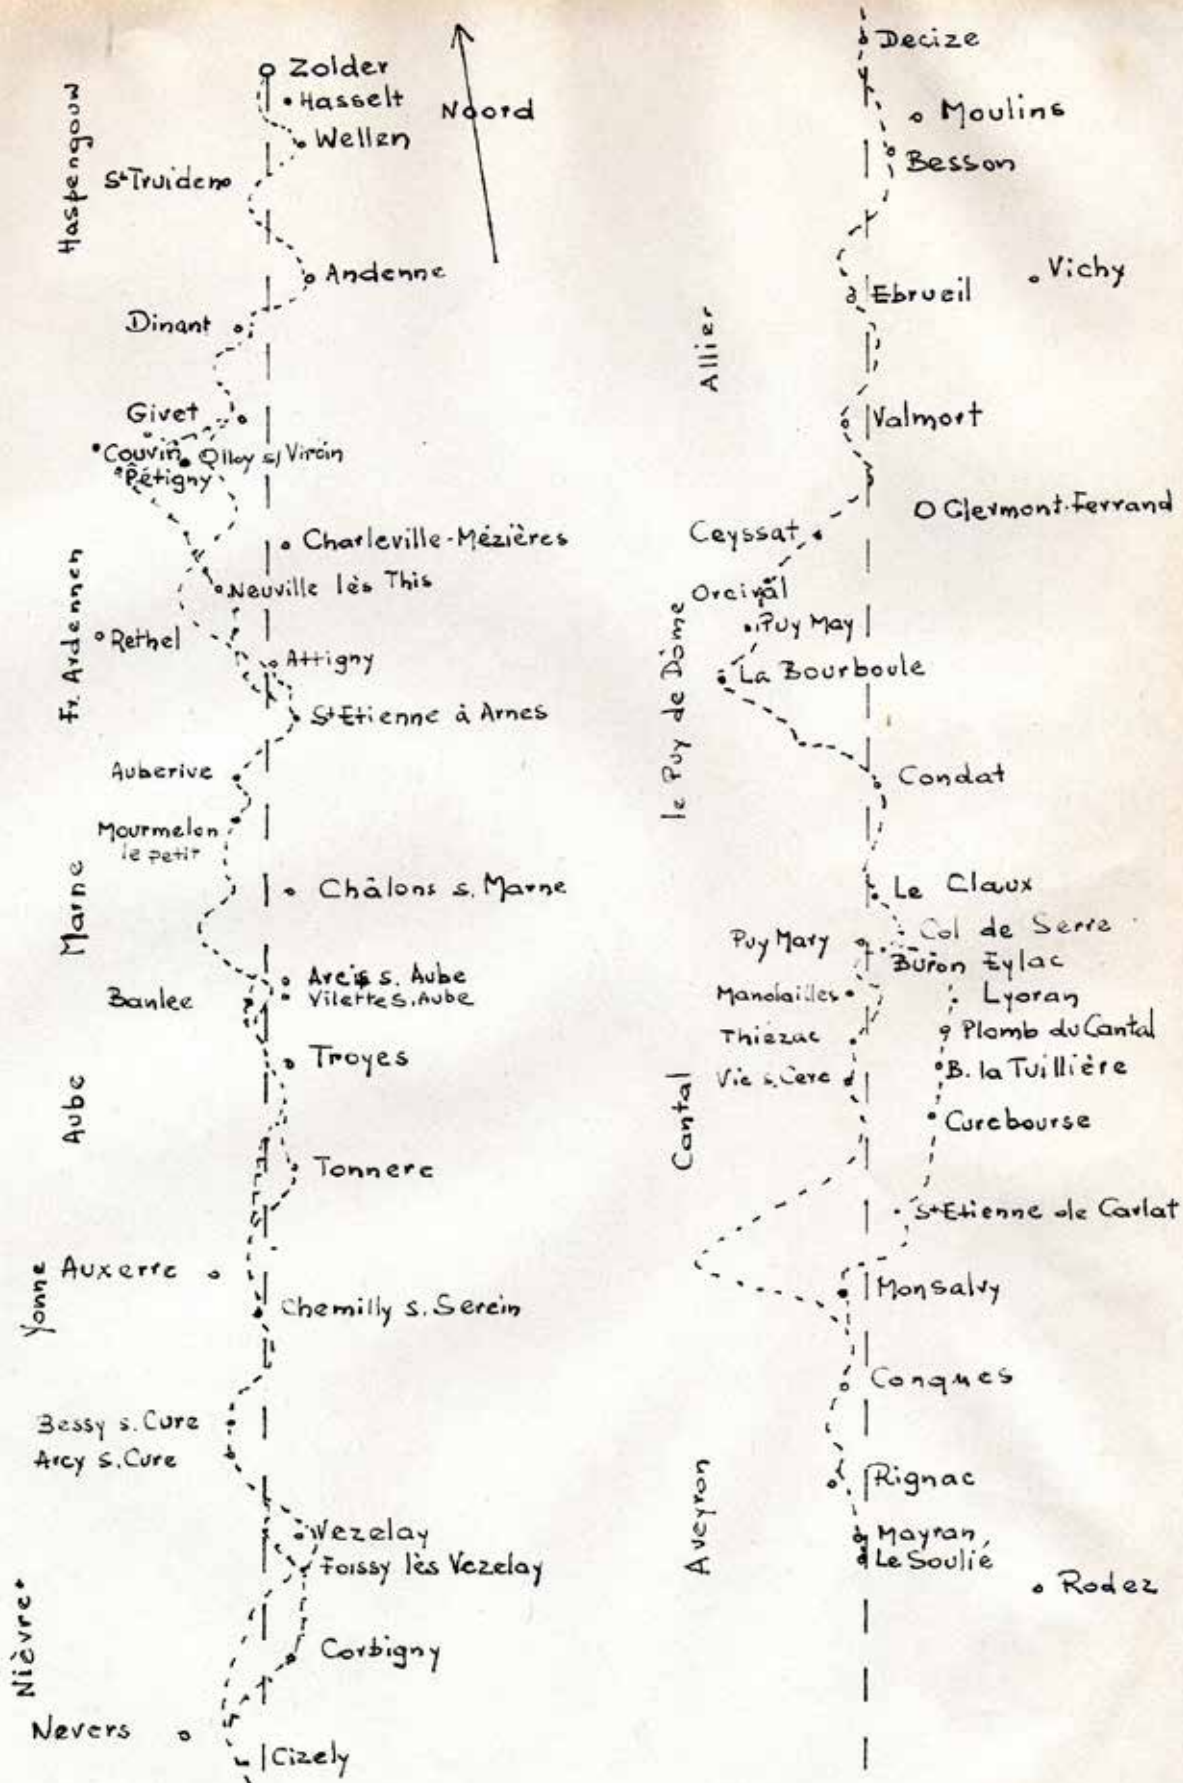 Zolder
Hasselt
Noord
Wellen
Haspengouw
St Truiden
Andenne
Dinant
Givet
Couvin
Olloy s/ Viroin
Pétigny
Charleville-Mézières
Neuville lès This
Fr. Ardennen
Rethel
Attigny
St Etienne à Arnes
Auberive
Mourmelon
le petit
Marne
Châlons s. Marne
Arcis s. Aube
Vilette s. Aube
Banlee
Troyes
Aube
Tonnere
Yonne
Auxerre
Chemilly s. Serein
Bessy s. Cure
Arcy s. Cure
Vezelay
Foissy lès Vezelay
Nièvre
Corbigny
Nevers
Cizely
Decize
Moulins
Besson
Vichy
Ebrueil
Allier
Valmort
Clermont-Ferrand
Ceyssat
Orcival
Puy May
le Puy de Dôme
La Bourboule
Condat
Le Claux
Col de Serre
Puy Mary
Buron Eylac
Mandailles
Lyoran
Thiézac
Plomb du Cantal
Vic s. Cere
B. la Tuillière
Cantal
Curebourse
St Etienne de Carlat
Monsalvy
Conques
Aveyron
Rignac
Mayran,
Le Soulié
Rodez